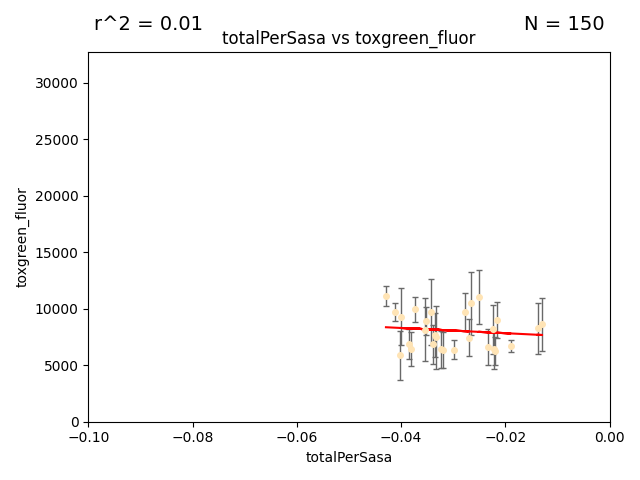 r^2 = 0.01
N = 150
totalPerSasa vs toxgreen_fluor
30000
25000
20000
15000
10000
5000
0
toxgreen_fluor
−0.10
−0.08
−0.06
−0.04
−0.02
0.00
totalPerSasa